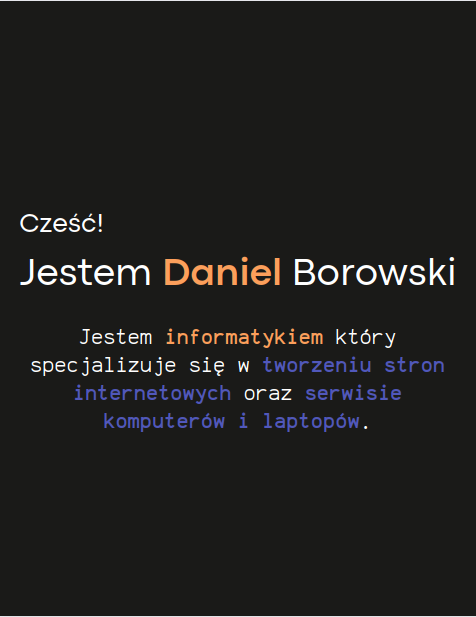 Cześć!
Jestem Daniel Borowski
Jestem informatykiem który
specjalizuje się w tworzeniu stron
internetowych oraz serwisie
komputerów i laptopów.